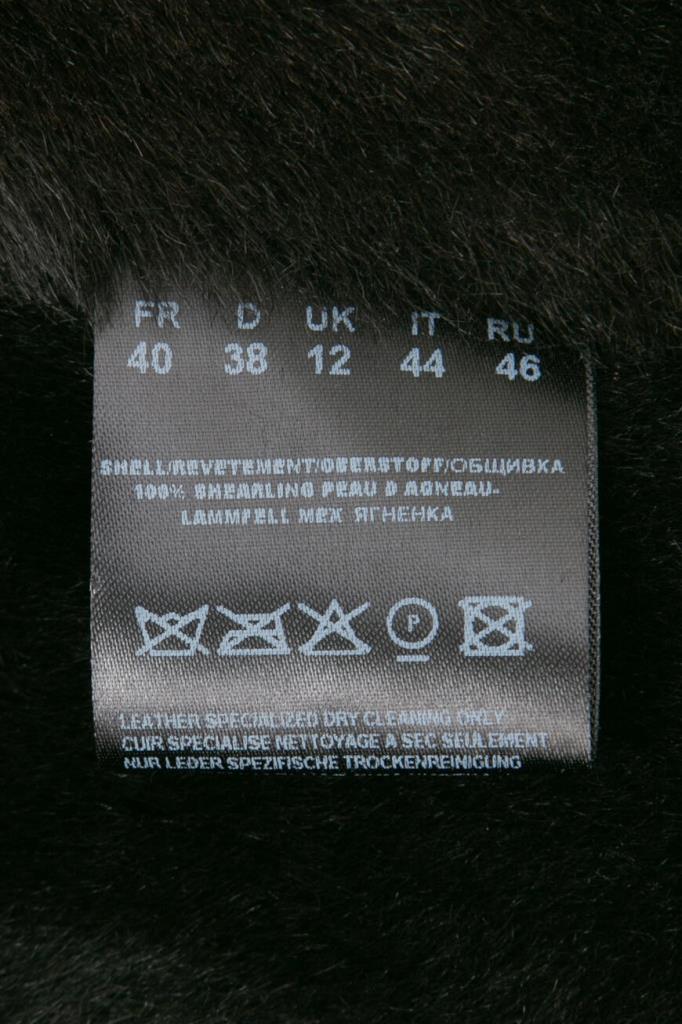 FR D UK IT RU
40 38 12 44 46
SHELL/REVETEMENT/OBERSTOFF/ОБЩИВКА
100% SHEARLING PEAU D AGNEAU-
LAMMFELL МЕХ ЯГНЕНКА
P
LEATHER SPECIALIZED DRY CLEANING ONLY
CUIR SPECIALISE NETTOYAGE A SEC SEULEMENT
NUR LEDER SPEZIFISCHE TROCKENREINIGUNG